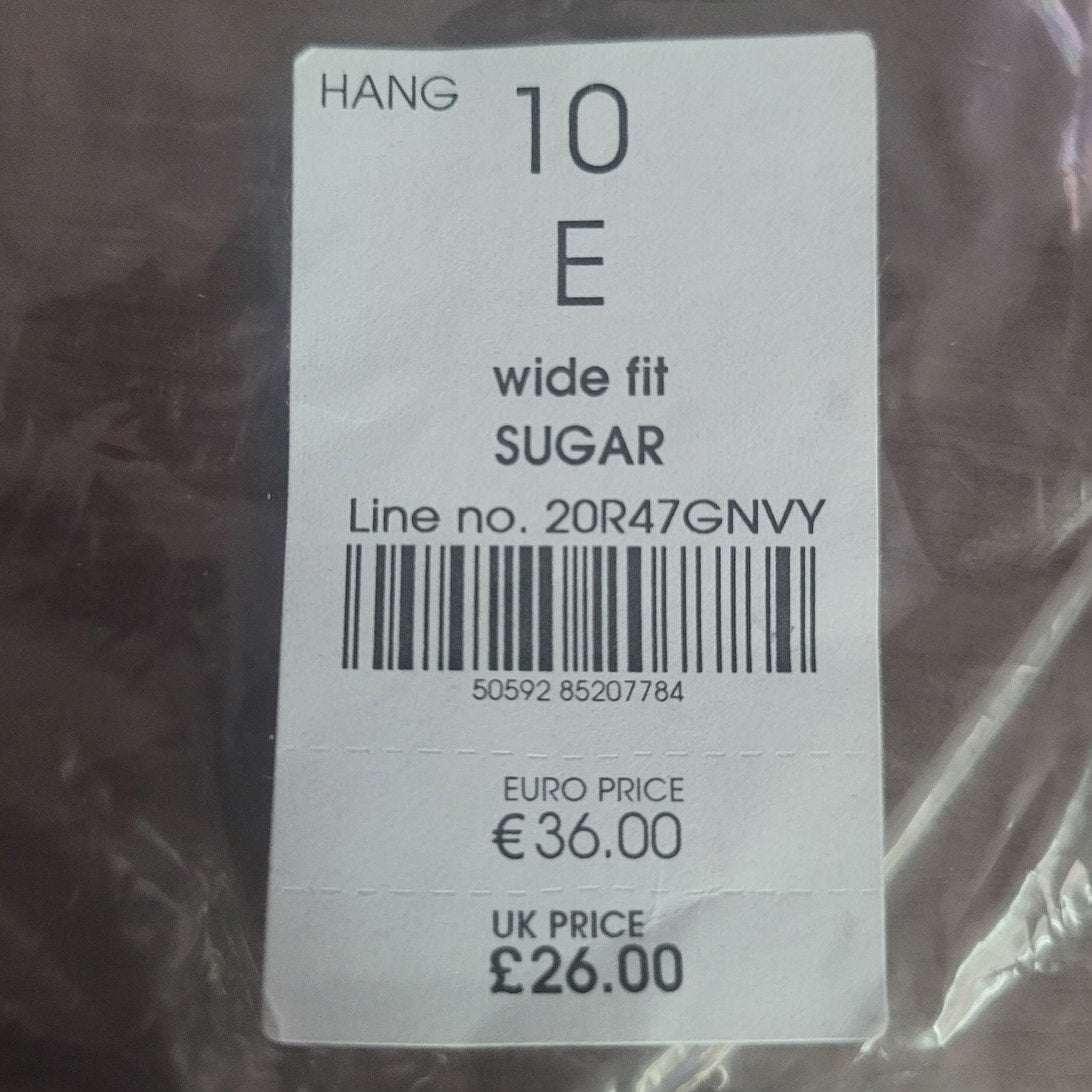 HANG
10
E
wide fit
SUGAR
Line no. 20R47GNVY
50592 85207784
EURO PRICE
€36.00
UK PRICE
£26.00